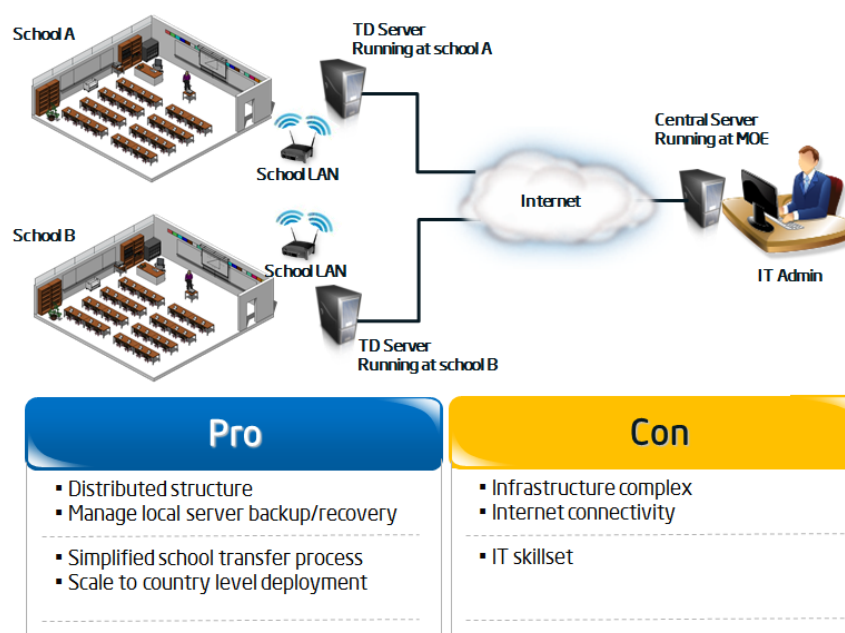 School A
TD Server
Running at school A
School LAN
Central Server
Running at MOE
Internet
School B
School LAN
IT Admin
TD Server
Running at school B
Pro
Con
▪ Distributed structure
▪ Manage local server backup/recovery
▪ Simplified school transfer process
▪ Scale to country level deployment
▪ Infrastructure complex
▪ Internet connectivity
▪ IT skillset